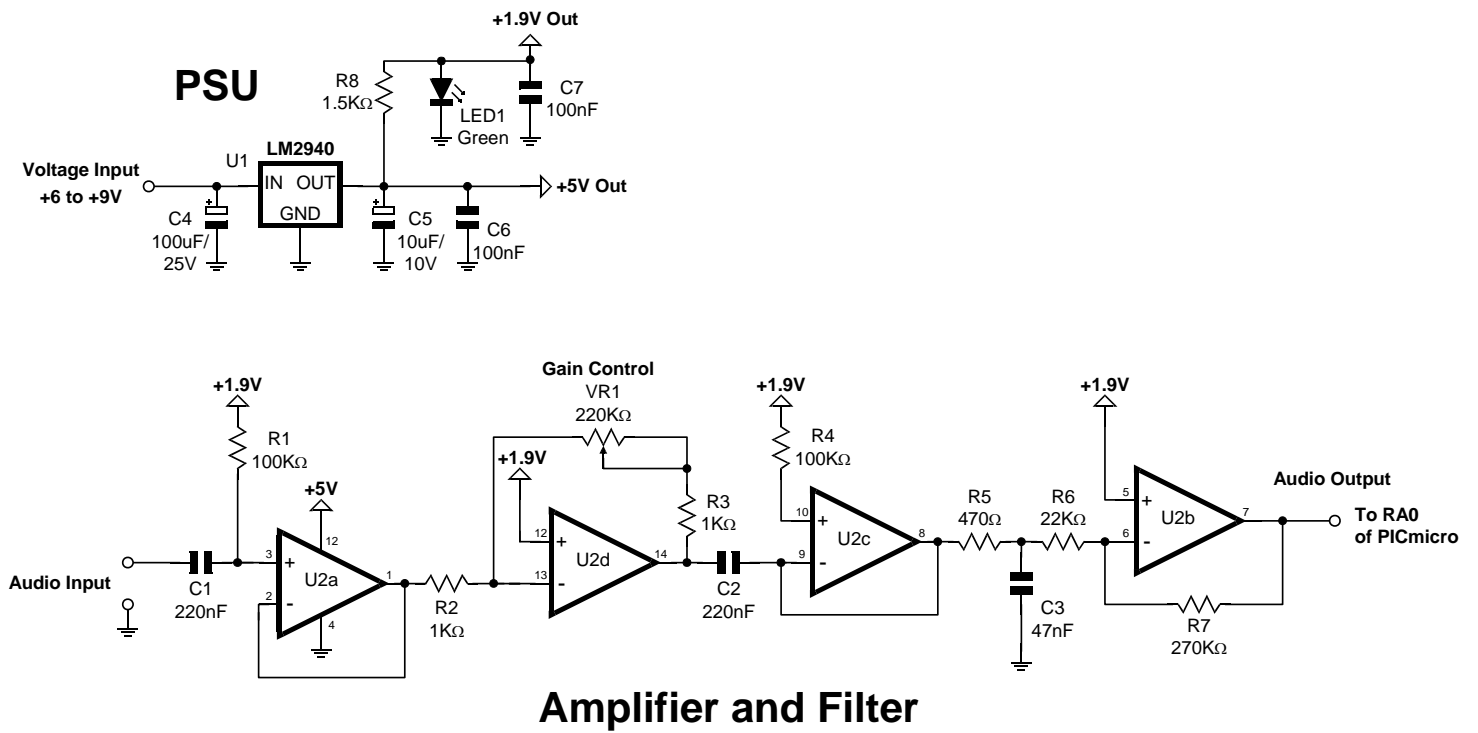 +1.9V Out
PSU
R8
1.5KΩ
C7
100nF
LED1
Green
LM2940
U1
Voltage Input
+6 to +9V
IN OUT
GND
+5V Out
C4
100uF/
25V
C5
10uF/
10V
C6
100nF
Gain Control
VR1
220KΩ
+1.9V
R1
100KΩ
+5V
12
3
+
U2a
1
2
-
4
Audio Input
C1
220nF
R2
1KΩ
+1.9V
12
+
U2d
14
13
-
R3
1KΩ
C2
220nF
+1.9V
R4
100KΩ
10
+
U2c
8
9
-
R5
470Ω
R6
22KΩ
C3
47nF
+1.9V
5
+
U2b
7
6
-
R7
270KΩ
Audio Output
To RA0
of PICmicro
Amplifier and Filter